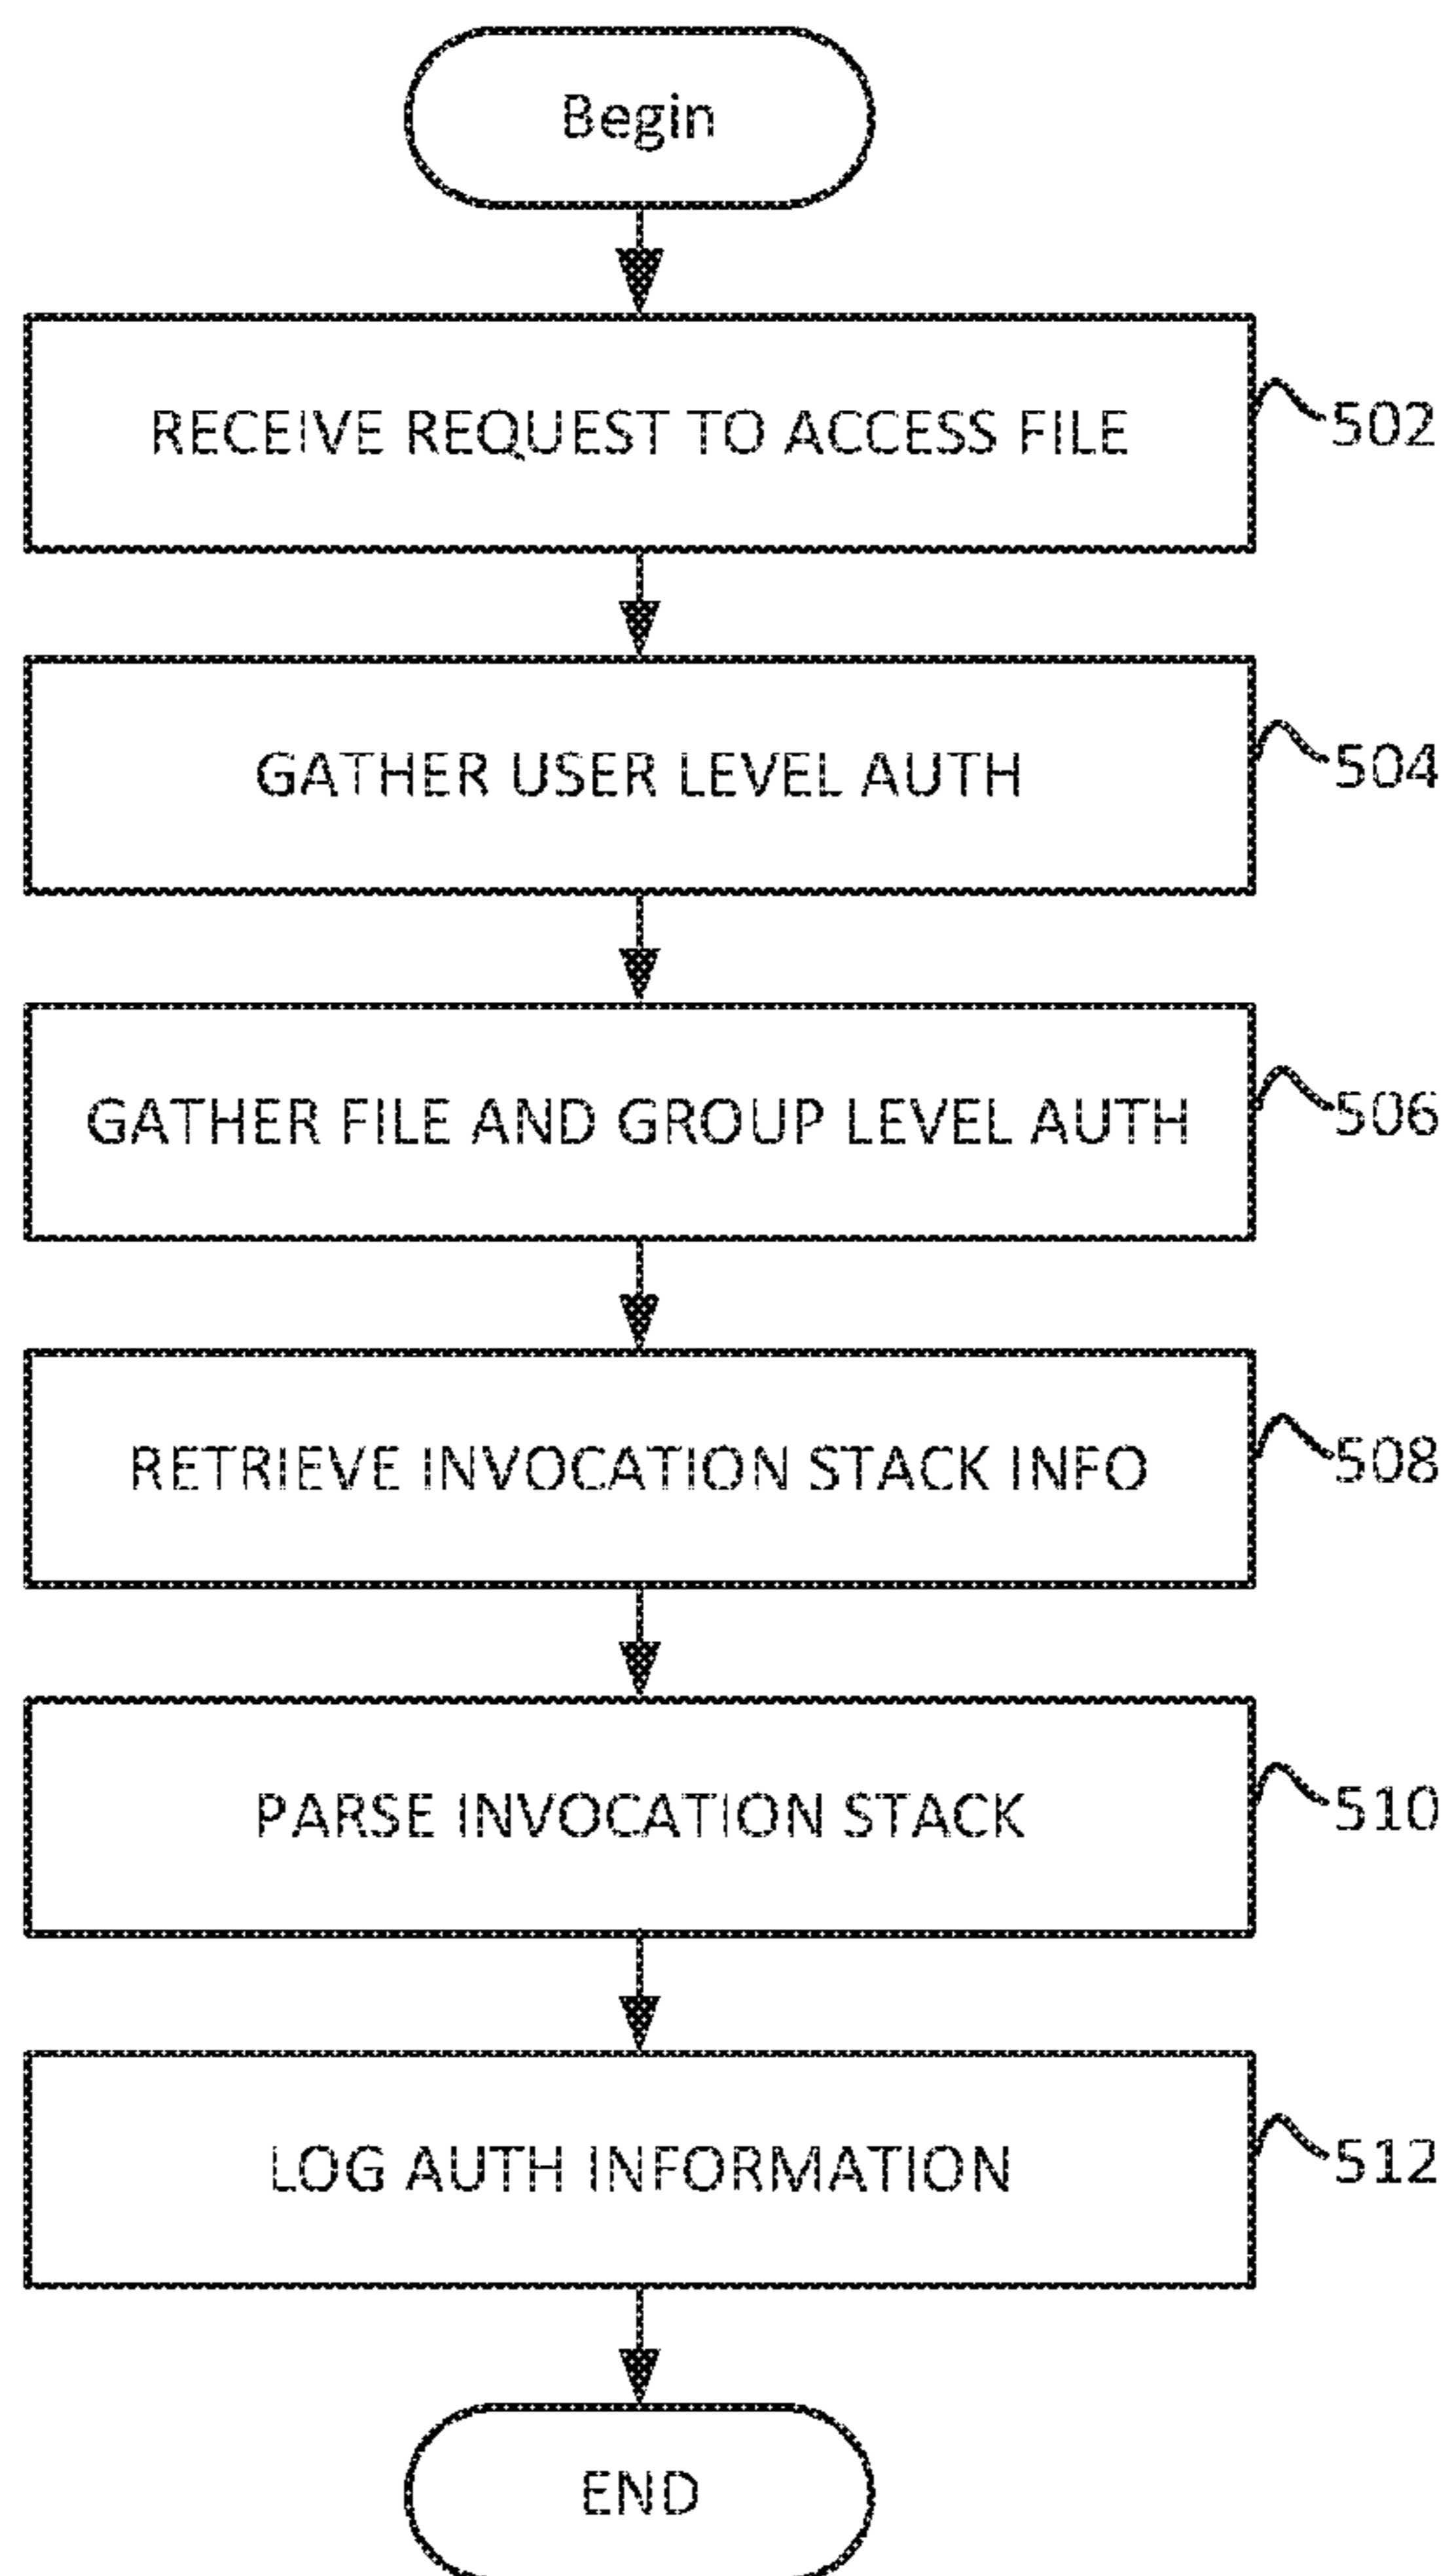 Begin
RECEIVE REQUEST TO ACCESS FILE
502
GATHER USER LEVEL AUTH
504
GATHER FILE AND GROUP LEVEL AUTH
506
RETRIEVE INVOCATION STACK INFO
508
PARSE INVOCATION STACK
510
LOG AUTH INFORMATION
512
END